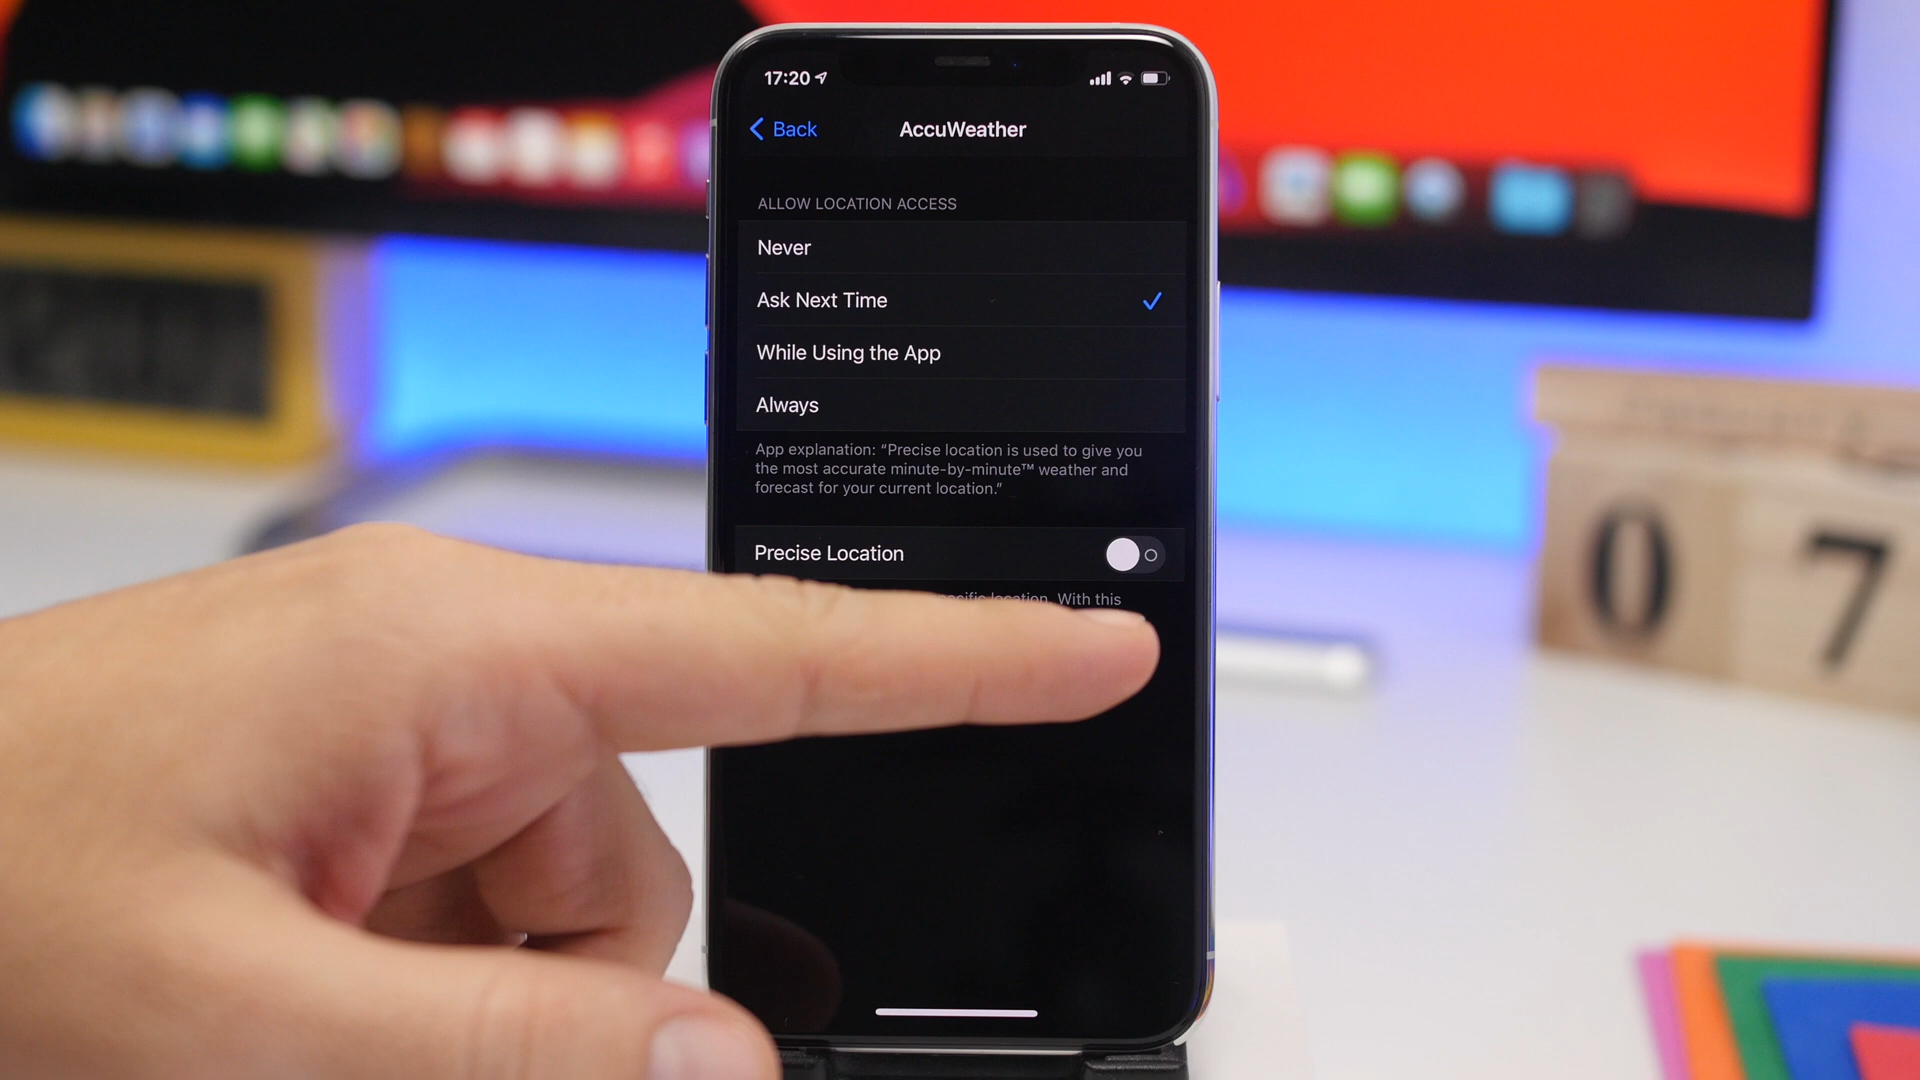 17:20
Back
AccuWeather
ALLOW LOCATION ACCESS
Never
Ask Next Time
While Using the App
Always
App explanation: “Precise location is used to give you
the most accurate minute-by-minute™ weather and
forecast for your current location.”
Precise Location
location. With this
07